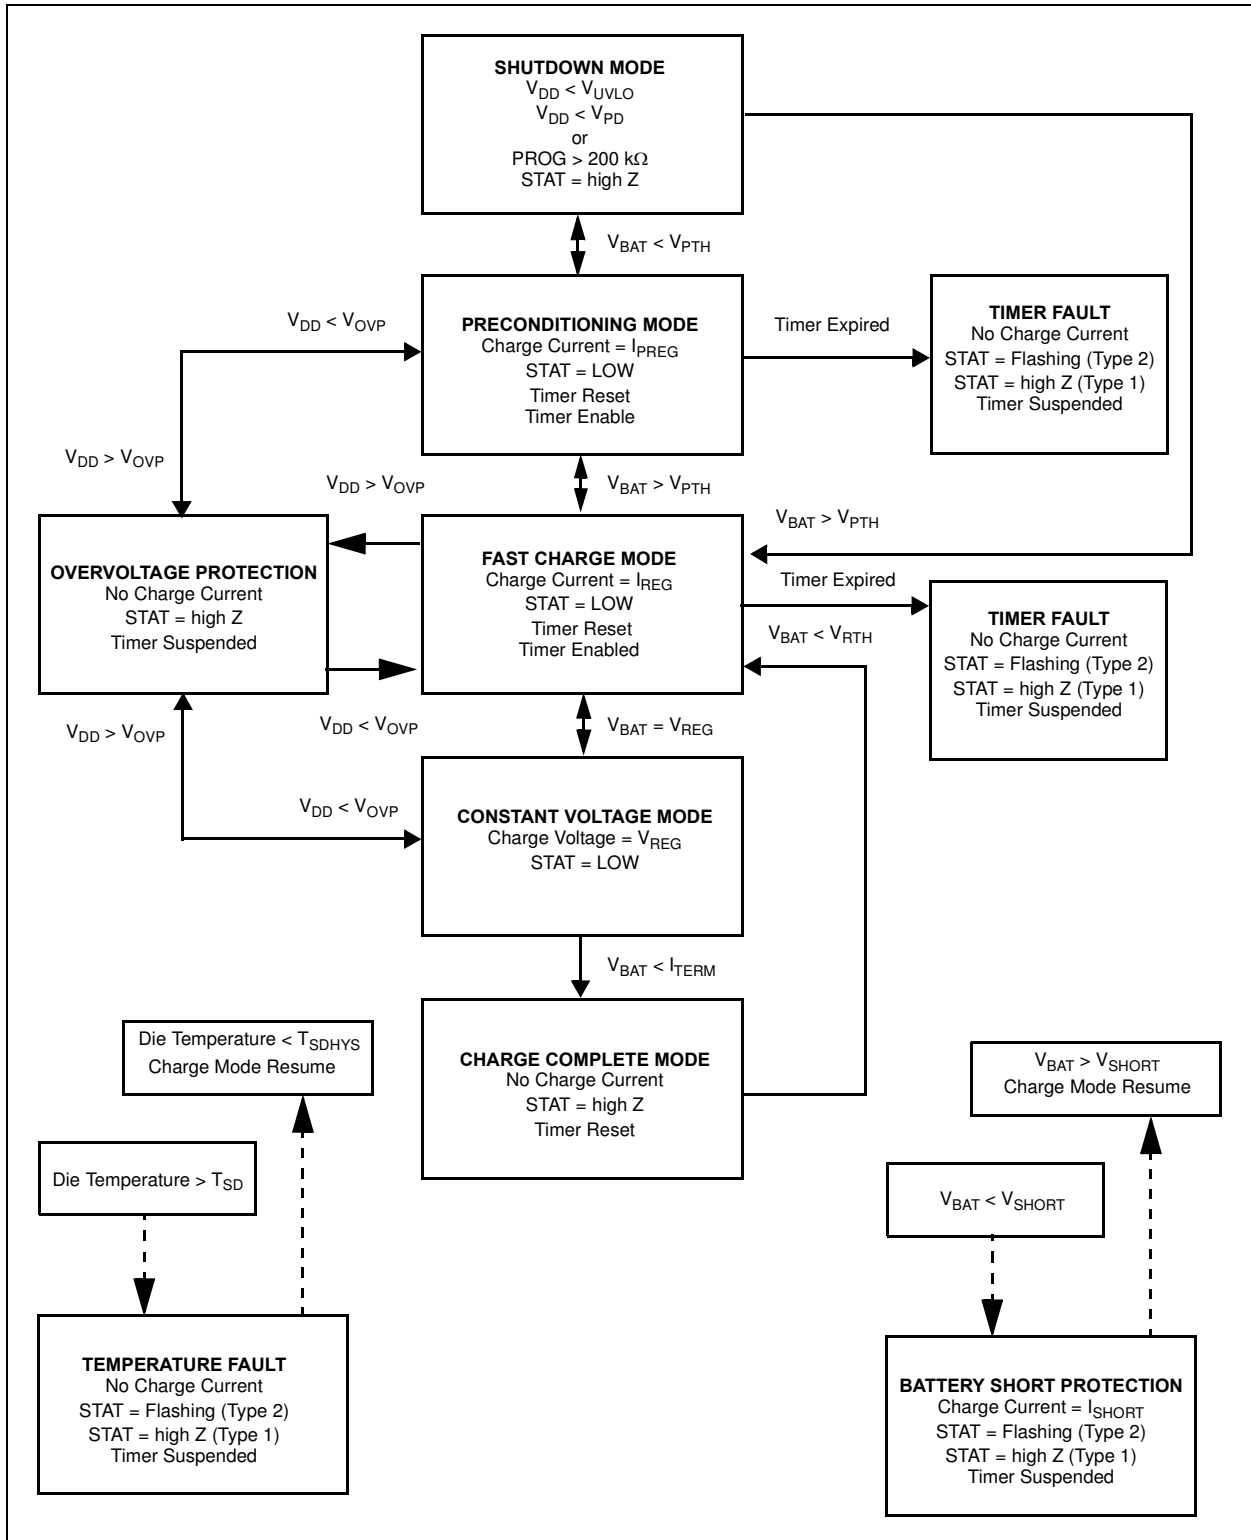 SHUTDOWN MODE
VDD < VUVLO
VDD < VPD
or
PROG > 200 kΩ
STAT = high Z
VBAT < VPTH
VDD < VOVP
PRECONDITIONING MODE
Charge Current = IPREG
STAT = LOW
Timer Reset
Timer Enable
Timer Expired
TIMER FAULT
No Charge Current
STAT = Flashing (Type 2)
STAT = high Z (Type 1)
Timer Suspended
VDD > VOVP
VDD > VOVP
VBAT > VPTH
VBAT > VPTH
OVERVOLTAGE PROTECTION
No Charge Current
STAT = high Z
Timer Suspended
FAST CHARGE MODE
Charge Current = IREG
STAT = LOW
Timer Reset
Timer Enabled
Timer Expired
VBAT < VRTH
TIMER FAULT
No Charge Current
STAT = Flashing (Type 2)
STAT = high Z (Type 1)
Timer Suspended
VDD > VOVP
VDD < VOVP
VBAT = VREG
VDD < VOVP
CONSTANT VOLTAGE MODE
Charge Voltage = VREG
STAT = LOW
VBAT < ITERM
Die Temperature < TSDHYS
Charge Mode Resume
CHARGE COMPLETE MODE
No Charge Current
STAT = high Z
Timer Reset
VBAT > VSHORT
Charge Mode Resume
Die Temperature > TSD
VBAT < VSHORT
TEMPERATURE FAULT
No Charge Current
STAT = Flashing (Type 2)
STAT = high Z (Type 1)
Timer Suspended
BATTERY SHORT PROTECTION
Charge Current = ISHORT
STAT = Flashing (Type 2)
STAT = high Z (Type 1)
Timer Suspended